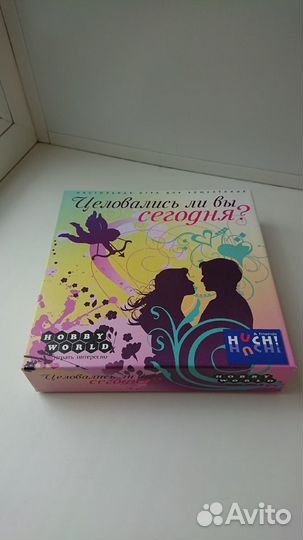 НАСТОЛЬНАЯ ИГРА ДЛЯ ВЛЮБЛЁННЫХ
Целовались ли вы
сегодня?
HOBBY
WORLD
играть интересно
HUCH!
& friends
Целовались ли вы
сегодня?
HOBBY
WORLD
Avito